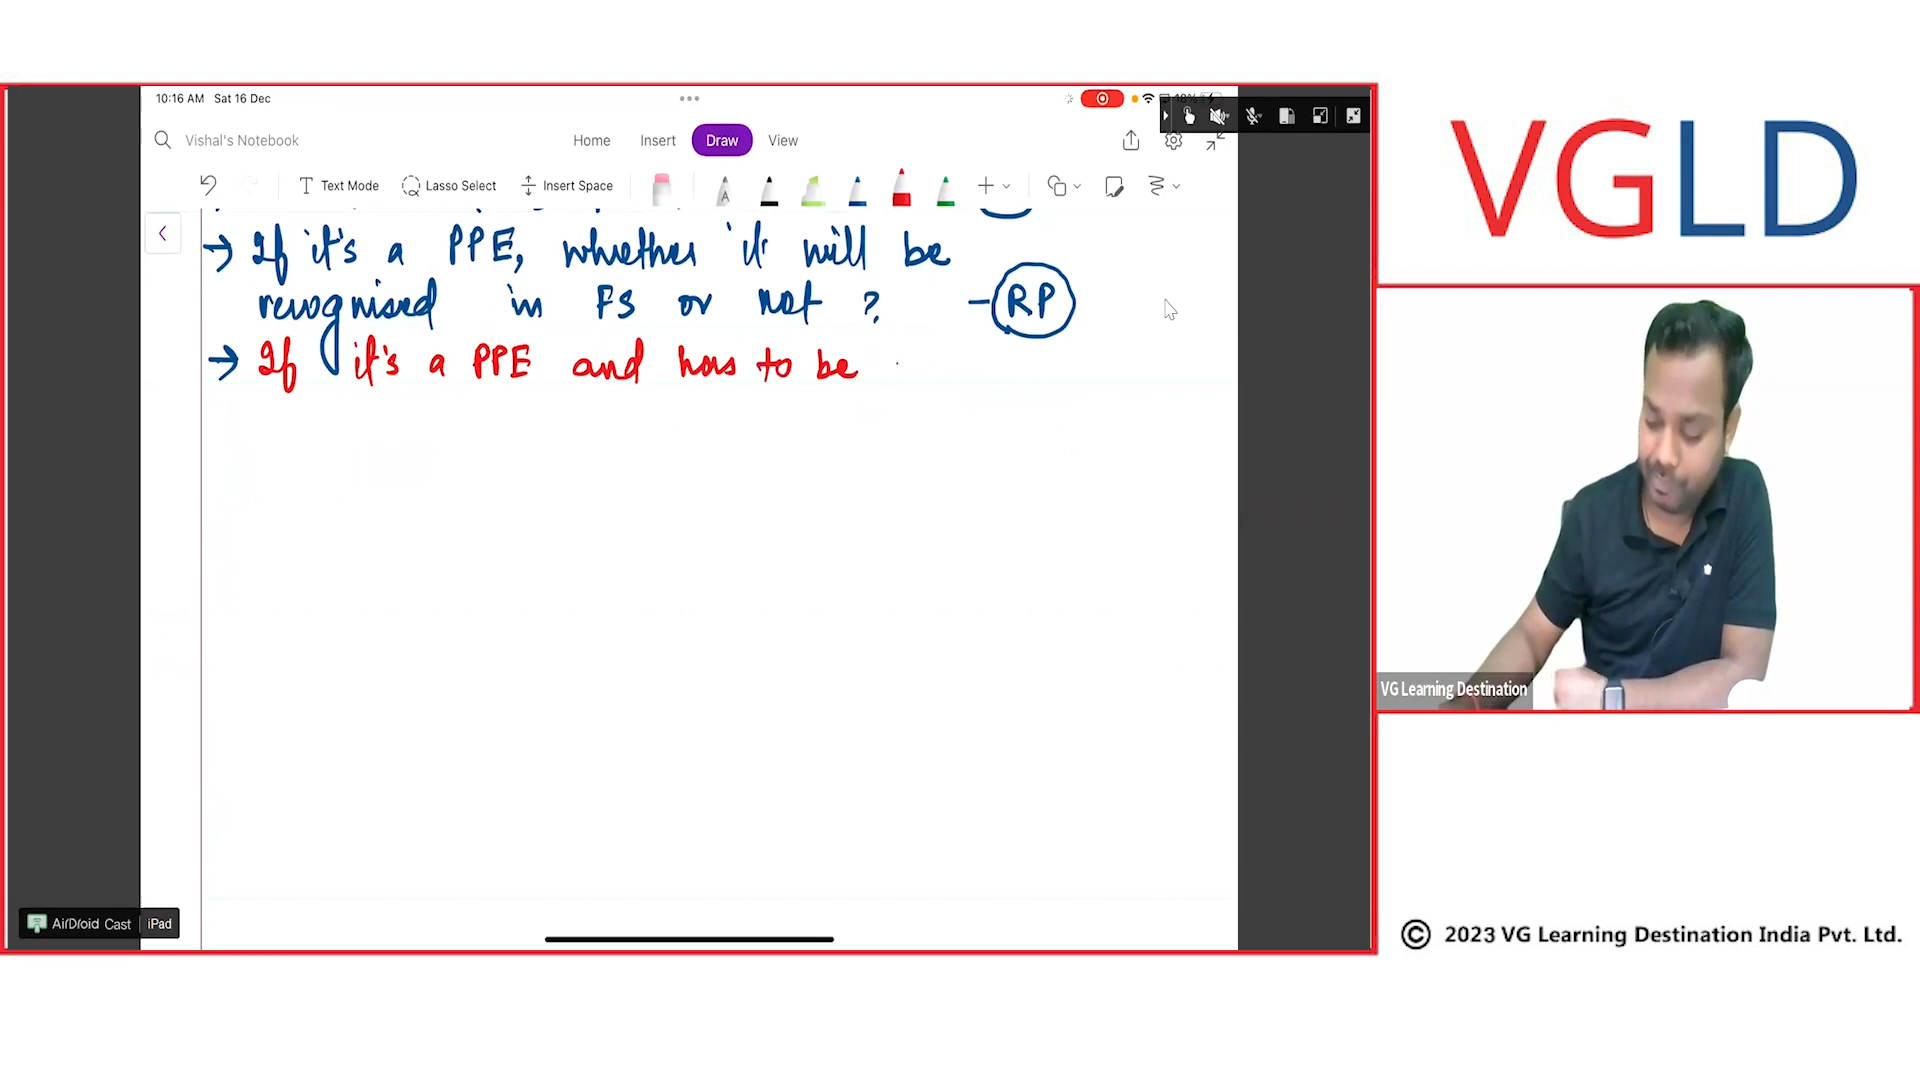 10:16 AM Sat 16 Dec
18%
VGLD
Vishal's Notebook
Home Insert Draw View
Text Mode Lasso Select Insert Space
→ If it's a PPE, whether it will be
recognised in FS or not ? - RP
→ If it's a PPE and has to be
VG Learning Destination
AirDroid Cast iPad
© 2023 VG Learning Destination India Pvt. Ltd.